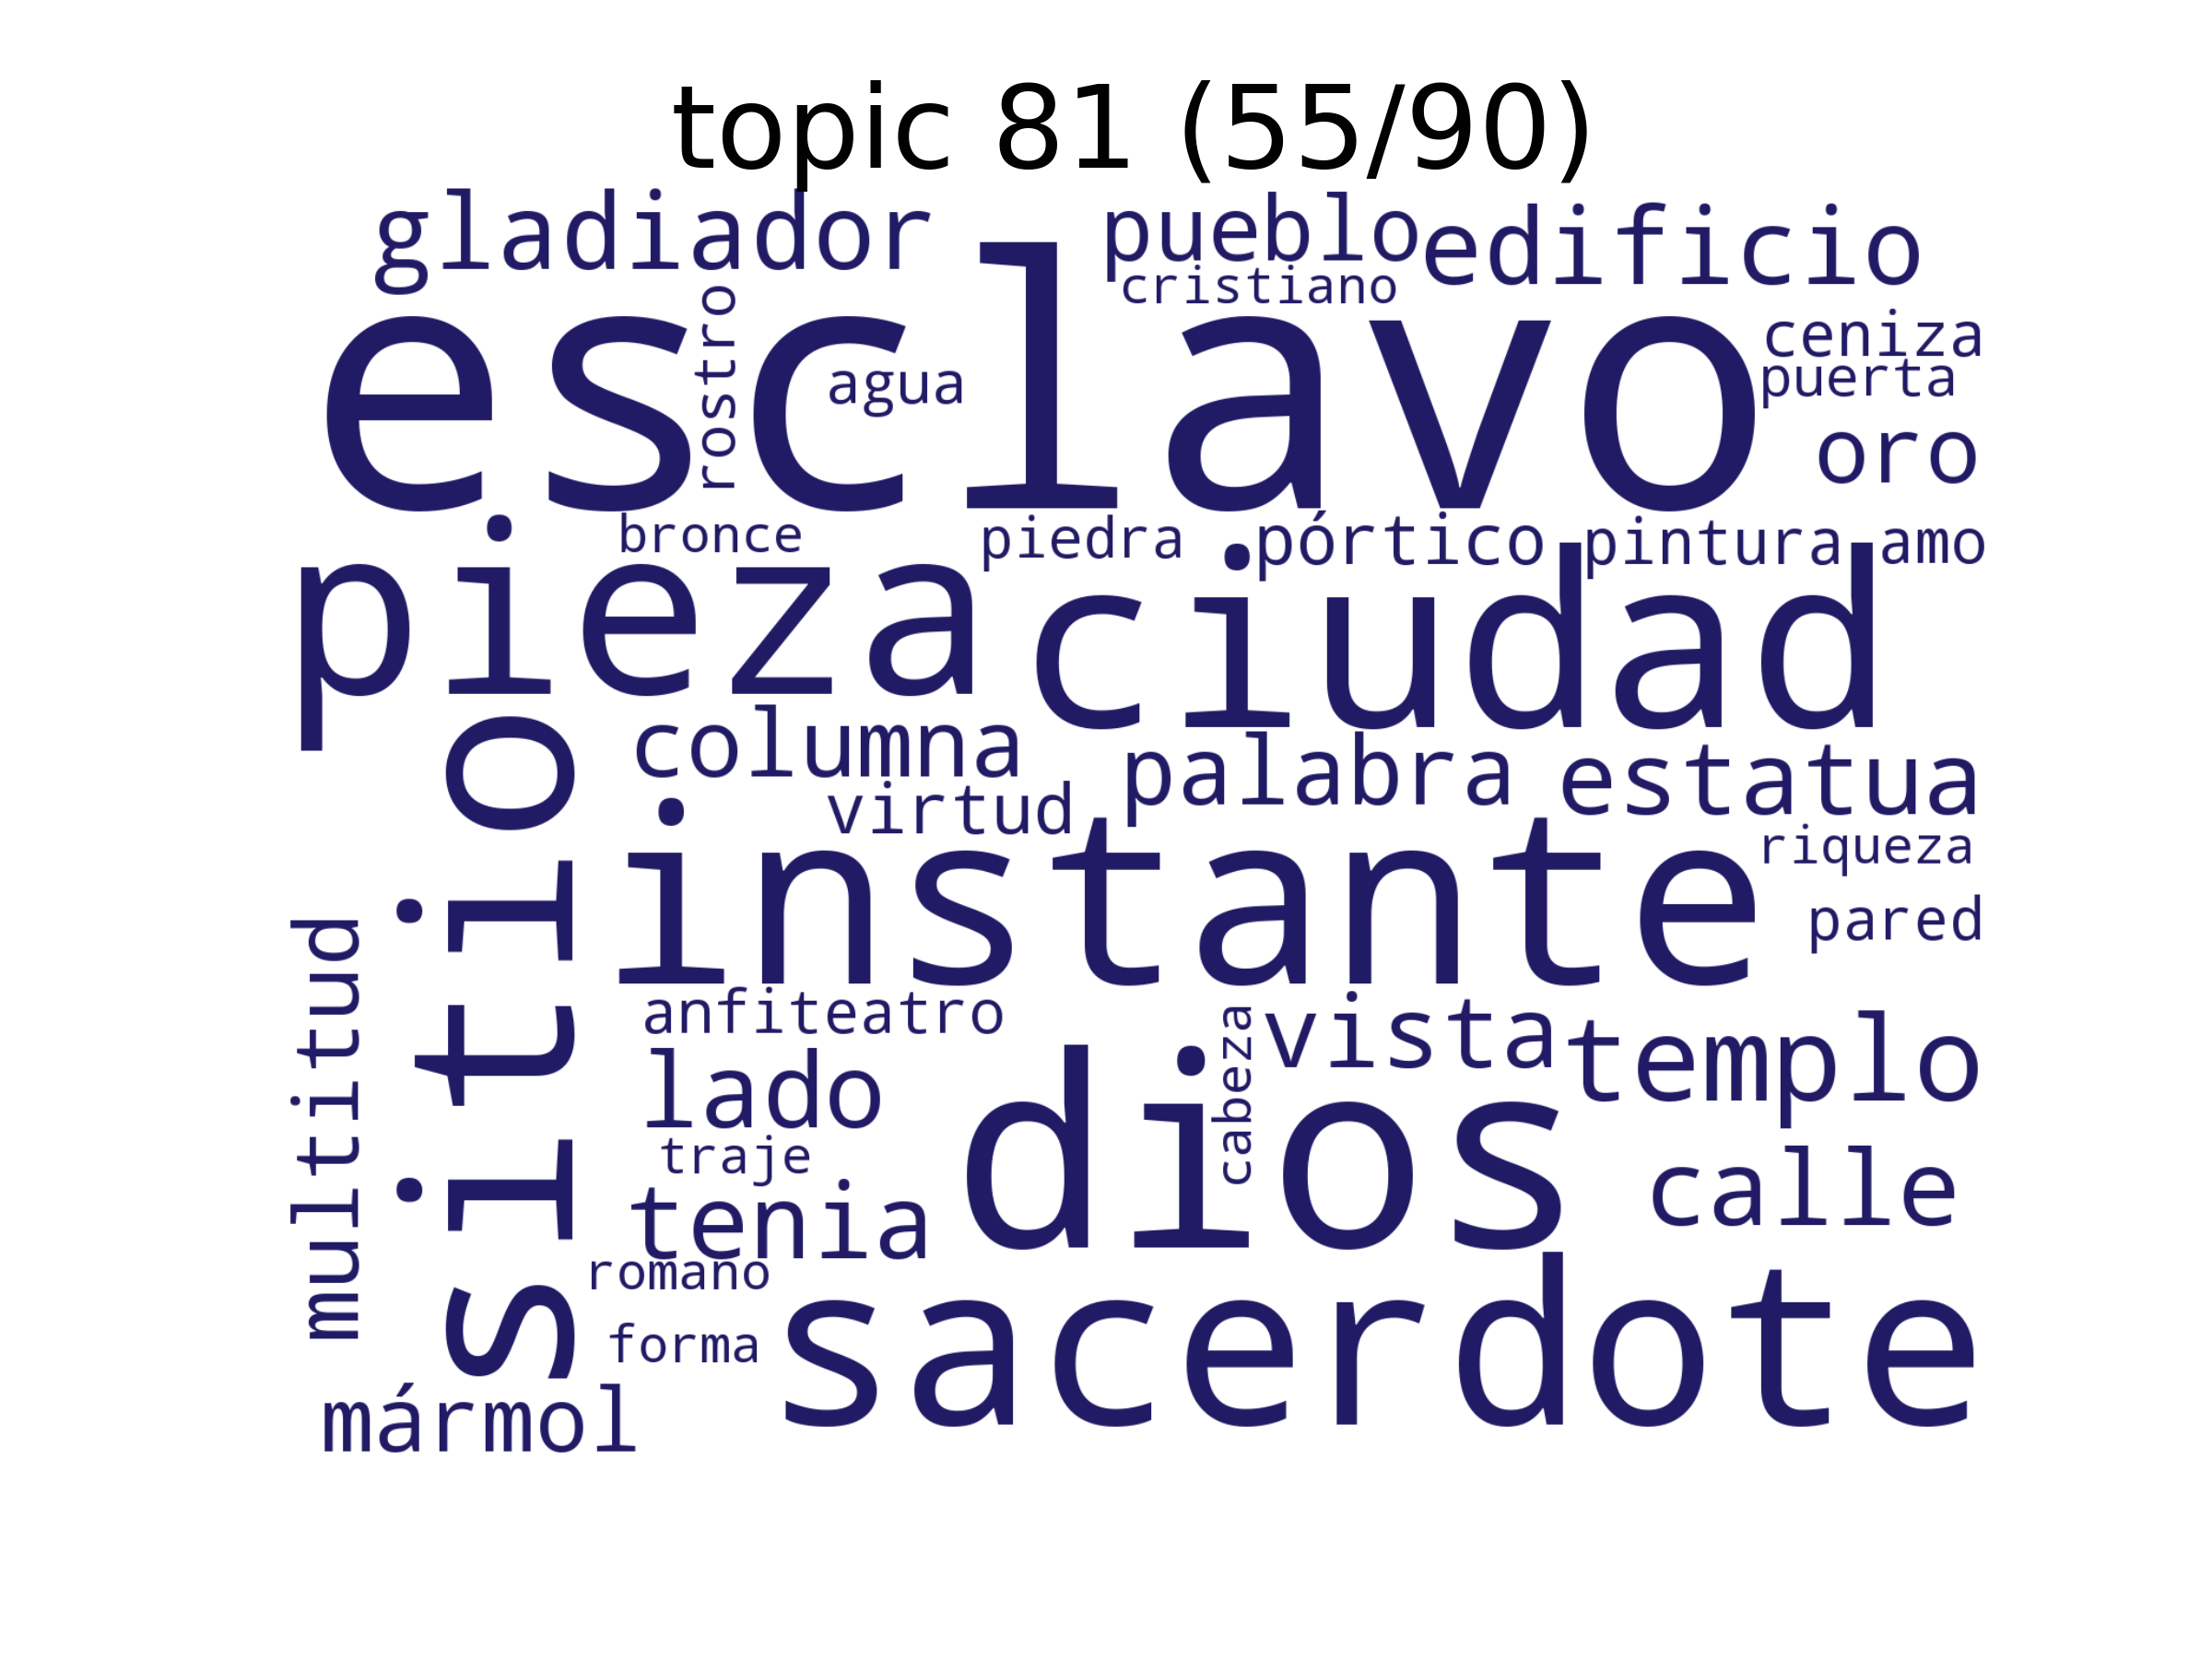 topic 81 (55/90)
gladiador
pueblo
edificio
cristiano
esclavo
rostro
agua
ceniza
puerta
oro
bronce
piedra
pórtico
pintura
amo
pieza
ciudad
columna
palabra
estatua
virtud
sitio
instante
riqueza
pared
multitud
anfiteatro
cabeza
vista
templo
lado
dios
traje
calle
tenia
romano
sacerdote
forma
mármol